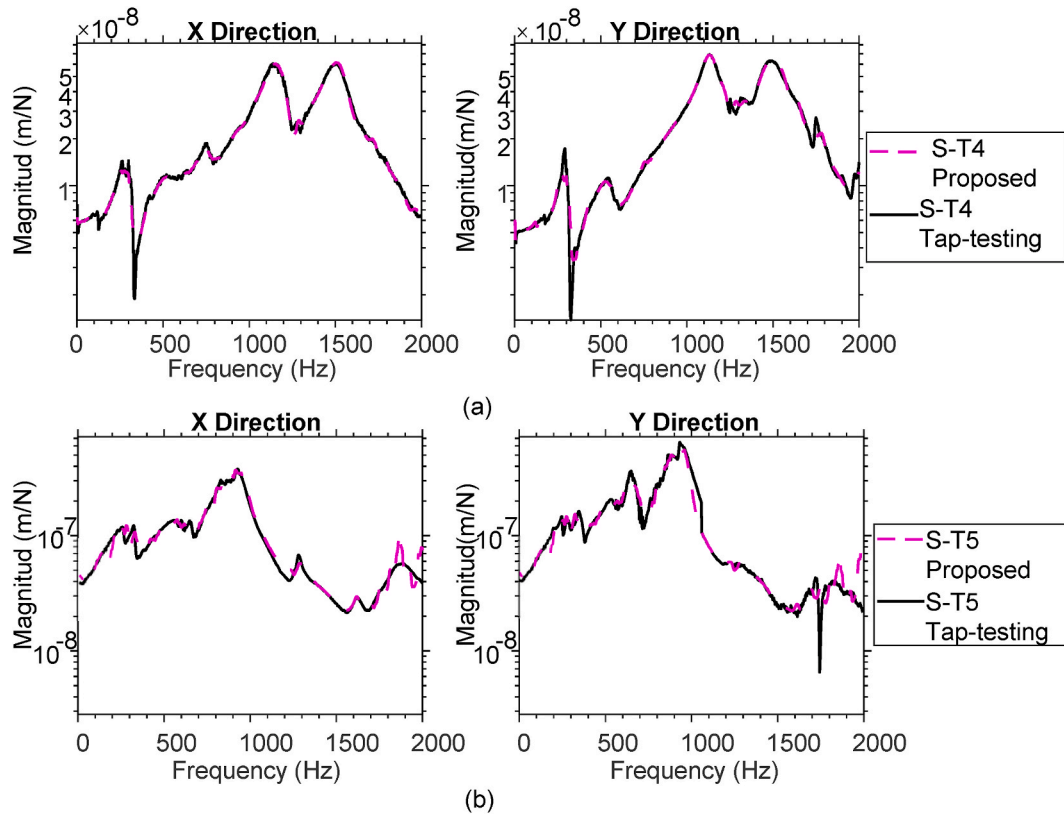 ×10-8
X Direction
Magnitud (m/N)
5
4
3
2
1
0 500 1000 1500 2000
Frequency (Hz)
×10-8
Y Direction
Magnitud(m/N)
5
4
3
2
1
0 500 1000 1500 2000
Frequency (Hz)
S-T4
Proposed
S-T4
Tap-testing
(a)
X Direction
Magnitud (m/N)
10-7
10-8
0 500 1000 1500 2000
Frequency (Hz)
Y Direction
Magnitud(m/N)
10-7
10-8
0 500 1000 1500 2000
Frequency (Hz)
S-T5
Proposed
S-T5
Tap-testing
(b)